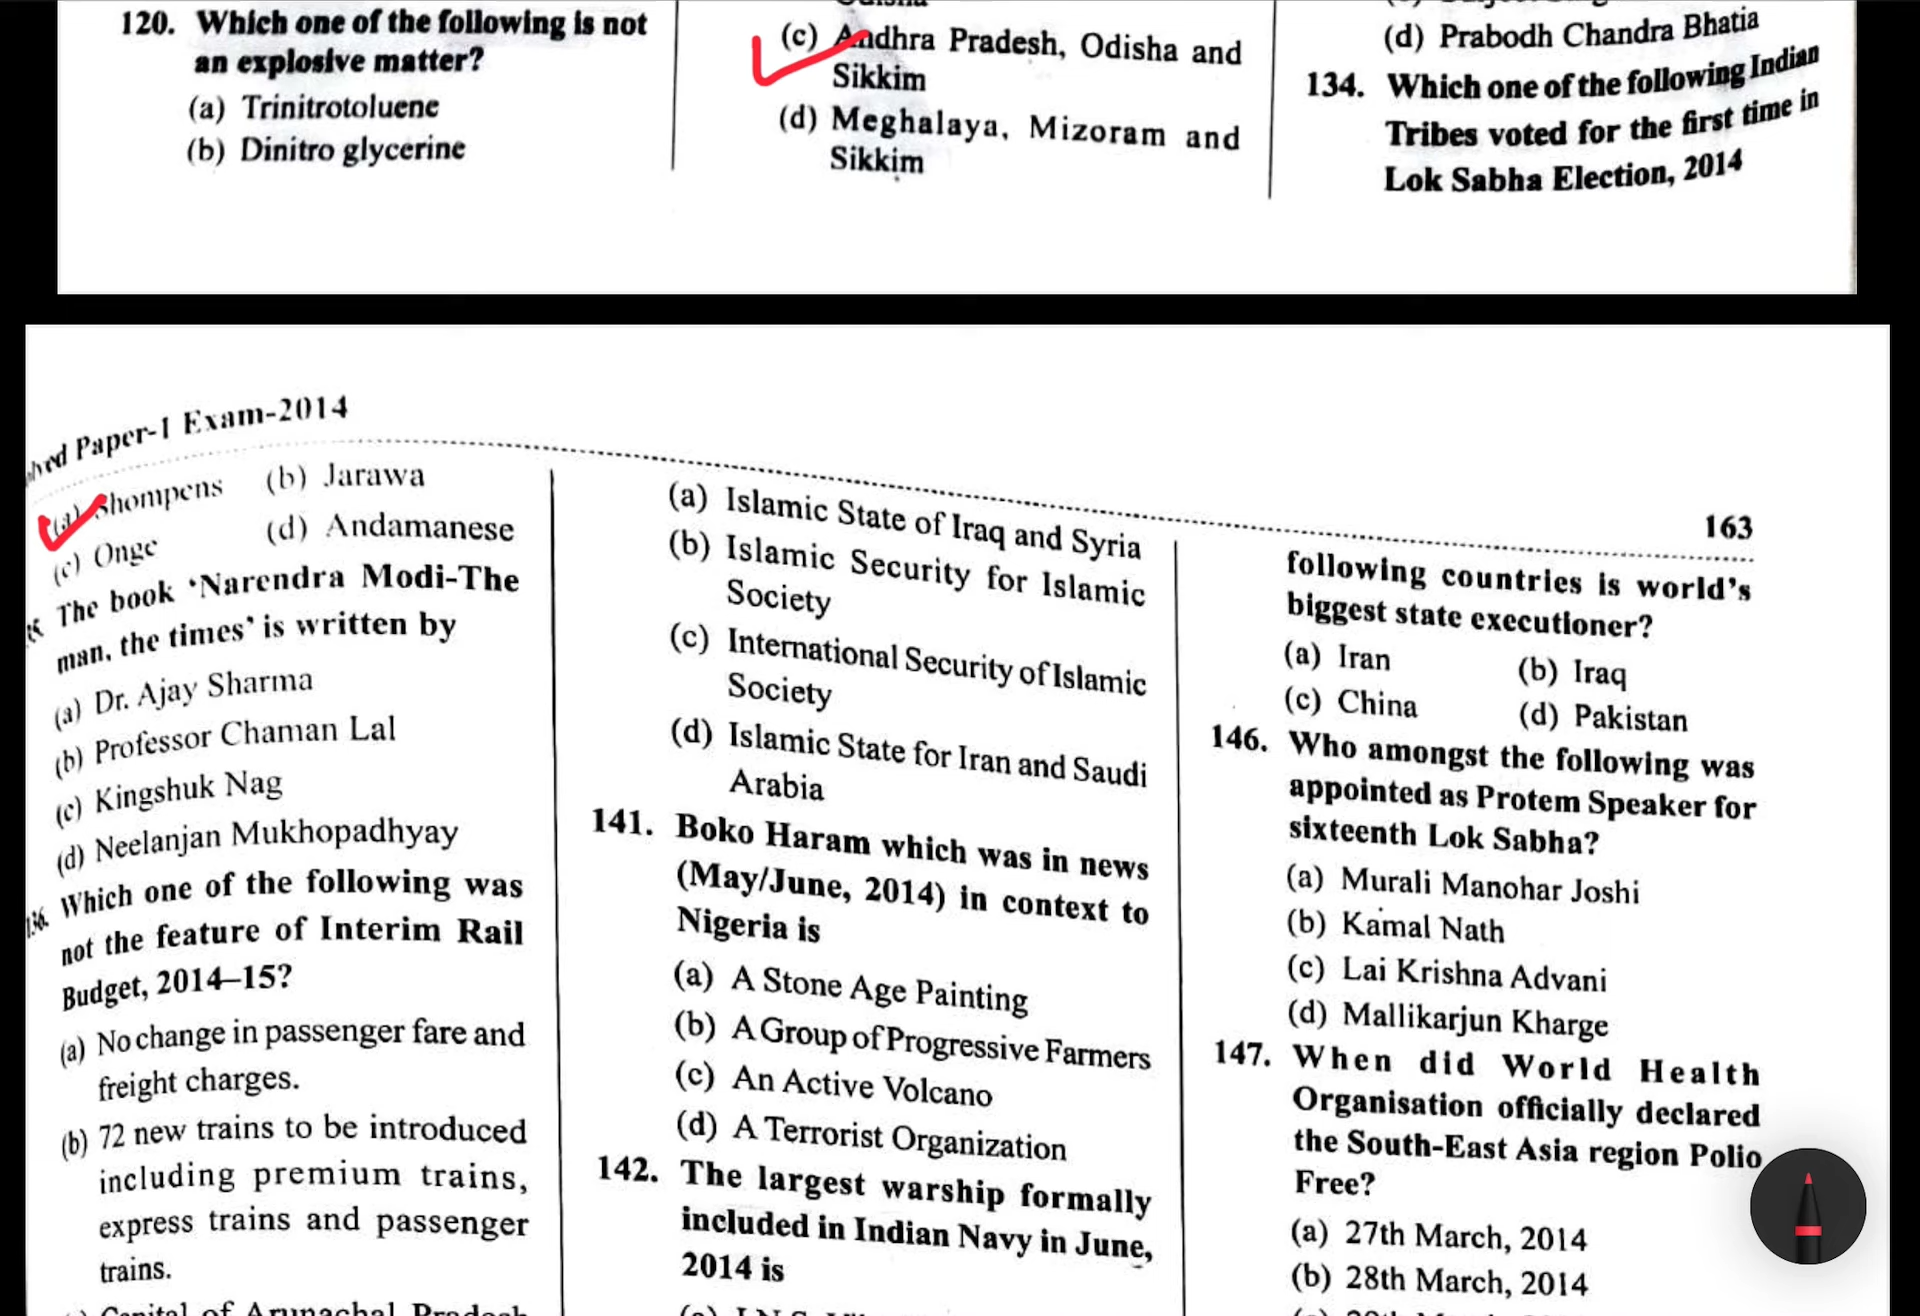 120. Which one of the following is not
an explosive matter?
(a) Trinitrotoluene
(b) Dinitro glycerine
(c) Andhra Pradesh, Odisha and
Sikkim
(d) Meghalaya, Mizoram and
Sikkim
(d) Prabodh Chandra Bhatia
134. Which one of the following Indian
Tribes voted for the first time in
Lok Sabha Election, 2014
Paper-1 Exam-2014
(a) Shompens (b) Jarawa
(c) Onge (d) Andamanese
The book ‘Narendra Modi-The
man, the times’ is written by
(a) Dr. Ajay Sharma
(b) Professor Chaman Lal
(c) Kingshuk Nag
(d) Neelanjan Mukhopadhyay
136. Which one of the following was
not the feature of Interim Rail
Budget, 2014–15?
(a) No change in passenger fare and
freight charges.
(b) 72 new trains to be introduced
including premium trains,
express trains and passenger
trains.
Capital of Arunachal Pradesh
(a) Islamic State of Iraq and Syria
(b) Islamic Security for Islamic
Society
(c) International Security of Islamic
Society
(d) Islamic State for Iran and Saudi
Arabia
141. Boko Haram which was in news
(May/June, 2014) in context to
Nigeria is
(a) A Stone Age Painting
(b) A Group of Progressive Farmers
(c) An Active Volcano
(d) A Terrorist Organization
142. The largest warship formally
included in Indian Navy in June,
2014 is
163
following countries is world’s
biggest state executioner?
(a) Iran (b) Iraq
(c) China (d) Pakistan
146. Who amongst the following was
appointed as Protem Speaker for
sixteenth Lok Sabha?
(a) Murali Manohar Joshi
(b) Kamal Nath
(c) Lai Krishna Advani
(d) Mallikarjun Kharge
147. When did World Health
Organisation officially declared
the South-East Asia region Polio
Free?
(a) 27th March, 2014
(b) 28th March, 2014